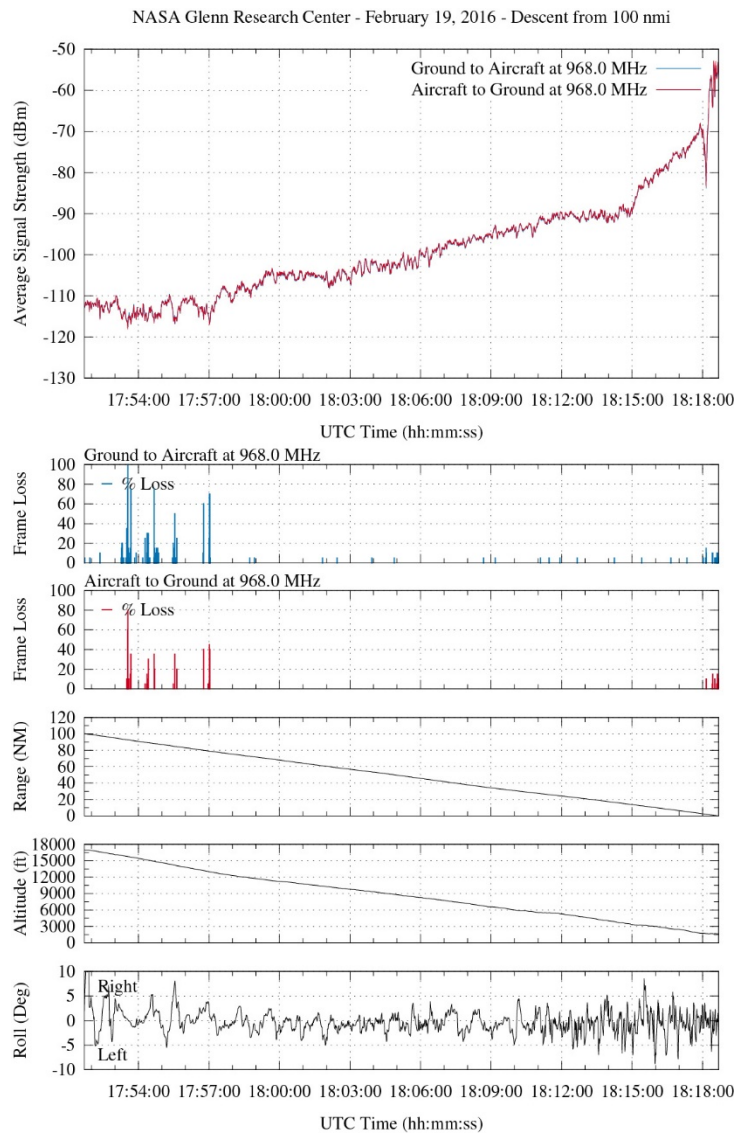 NASA Glenn Research Center - February 19, 2016 - Descent from 100 nmi
-50
-60
-70
-80
-90
-100
-110
-120
-130
Average Signal Strength (dBm)
Ground to Aircraft at 968.0 MHz
Aircraft to Ground at 968.0 MHz
17:54:00 17:57:00 18:00:00 18:03:00 18:06:00 18:09:00 18:12:00 18:15:00 18:18:00
UTC Time (hh:mm:ss)
Ground to Aircraft at 968.0 MHz
100
80
60
40
20
0
Frame Loss
% Loss
Aircraft to Ground at 968.0 MHz
100
80
60
40
20
0
Frame Loss
% Loss
120
100
80
60
40
20
0
Range (NM)
18000
15000
12000
9000
6000
3000
0
Altitude (ft)
10
5
0
-5
-10
Roll (Deg)
Right
Left
17:54:00 17:57:00 18:00:00 18:03:00 18:06:00 18:09:00 18:12:00 18:15:00 18:18:00
UTC Time (hh:mm:ss)